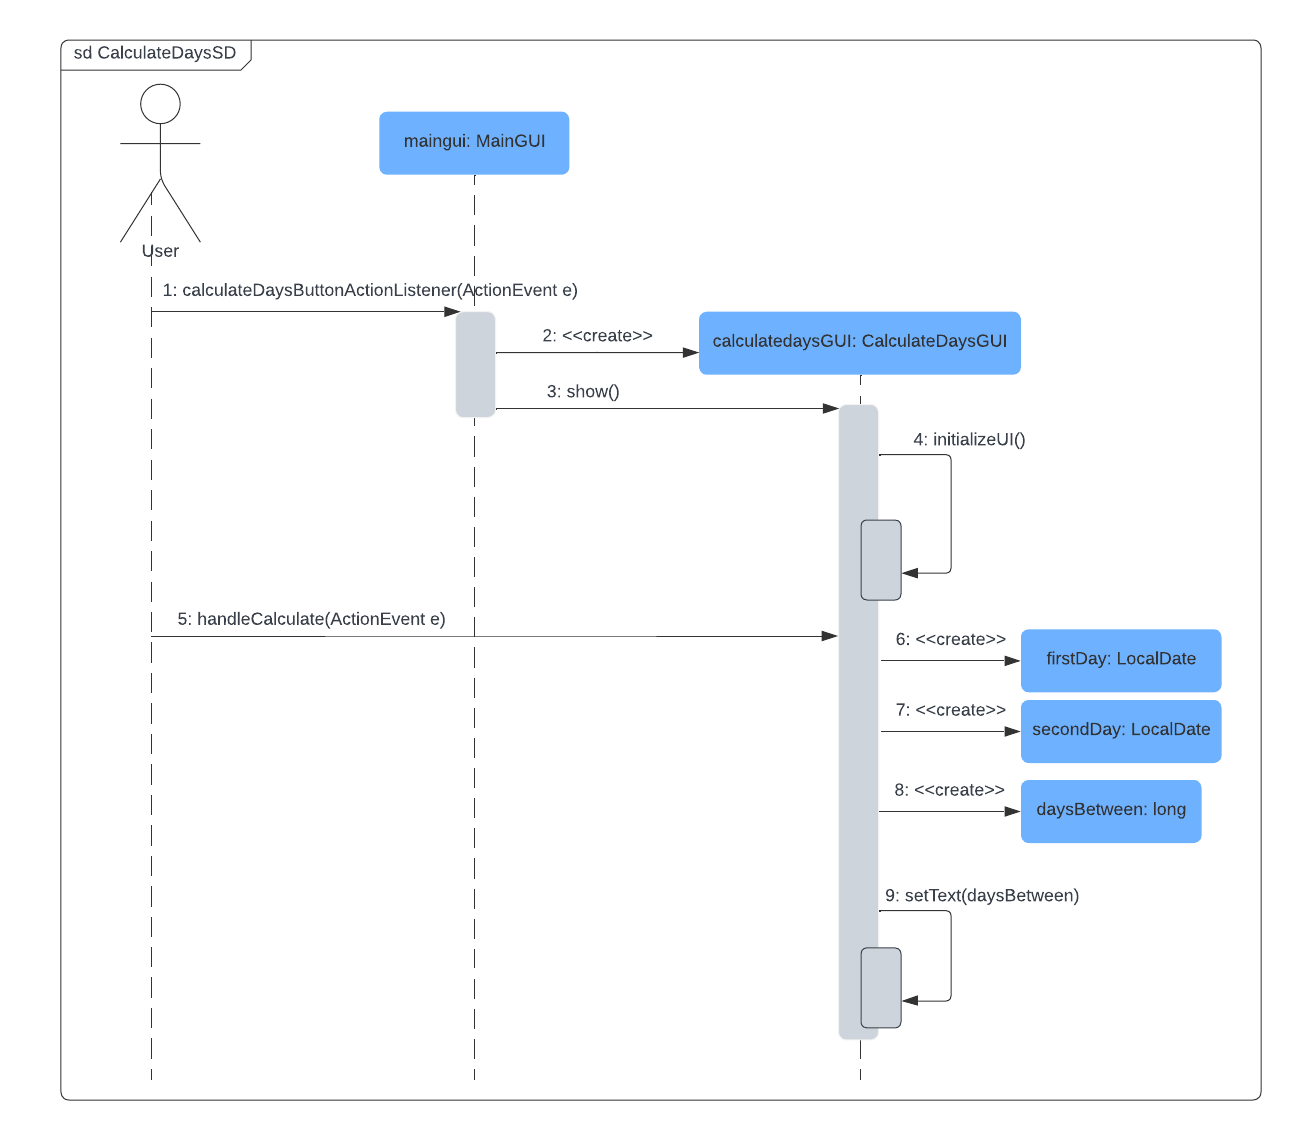 sd CalculateDaysSD
maingui: MainGUI
User
1: calculateDaysButtonActionListener(ActionEvent e)
2: <<create>>
calculatedaysGUI: CalculateDaysGUI
3: show()
4: initializeUI()
5: handleCalculate(ActionEvent e)
6: <<create>>
firstDay: LocalDate
7: <<create>>
secondDay: LocalDate
8: <<create>>
daysBetween: long
9: setText(daysBetween)